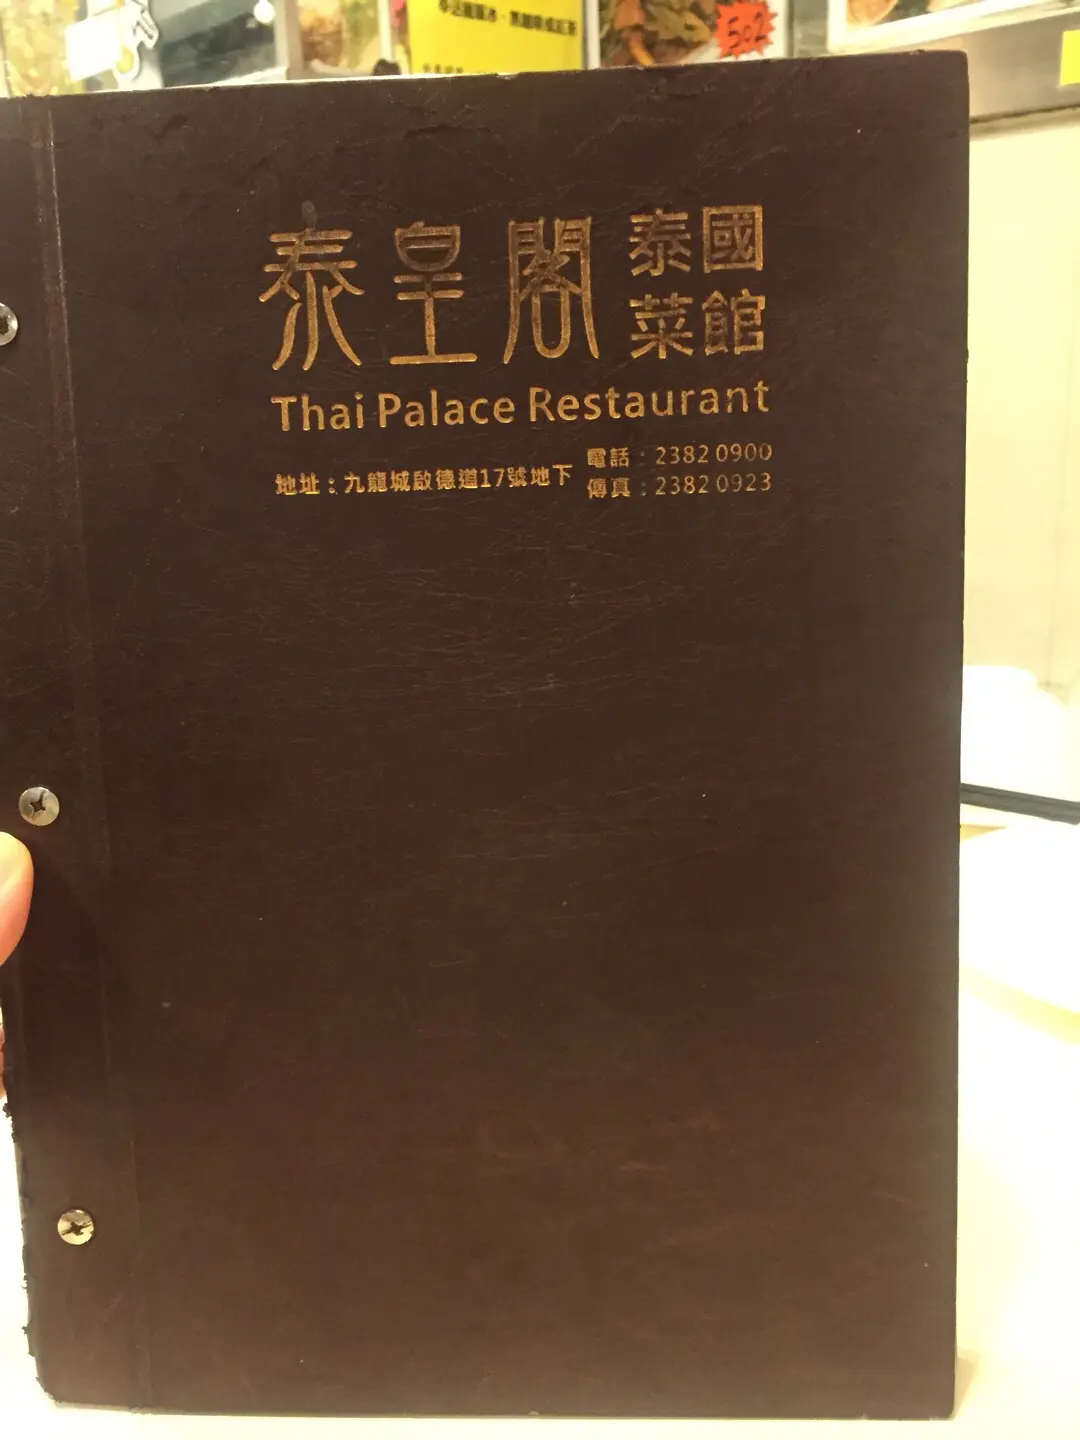 502
泰皇閣 泰國菜館
Thai Palace Restaurant
地址：九龍城啟德道17號地下
電話：2382 0900
傳真：2382 0923